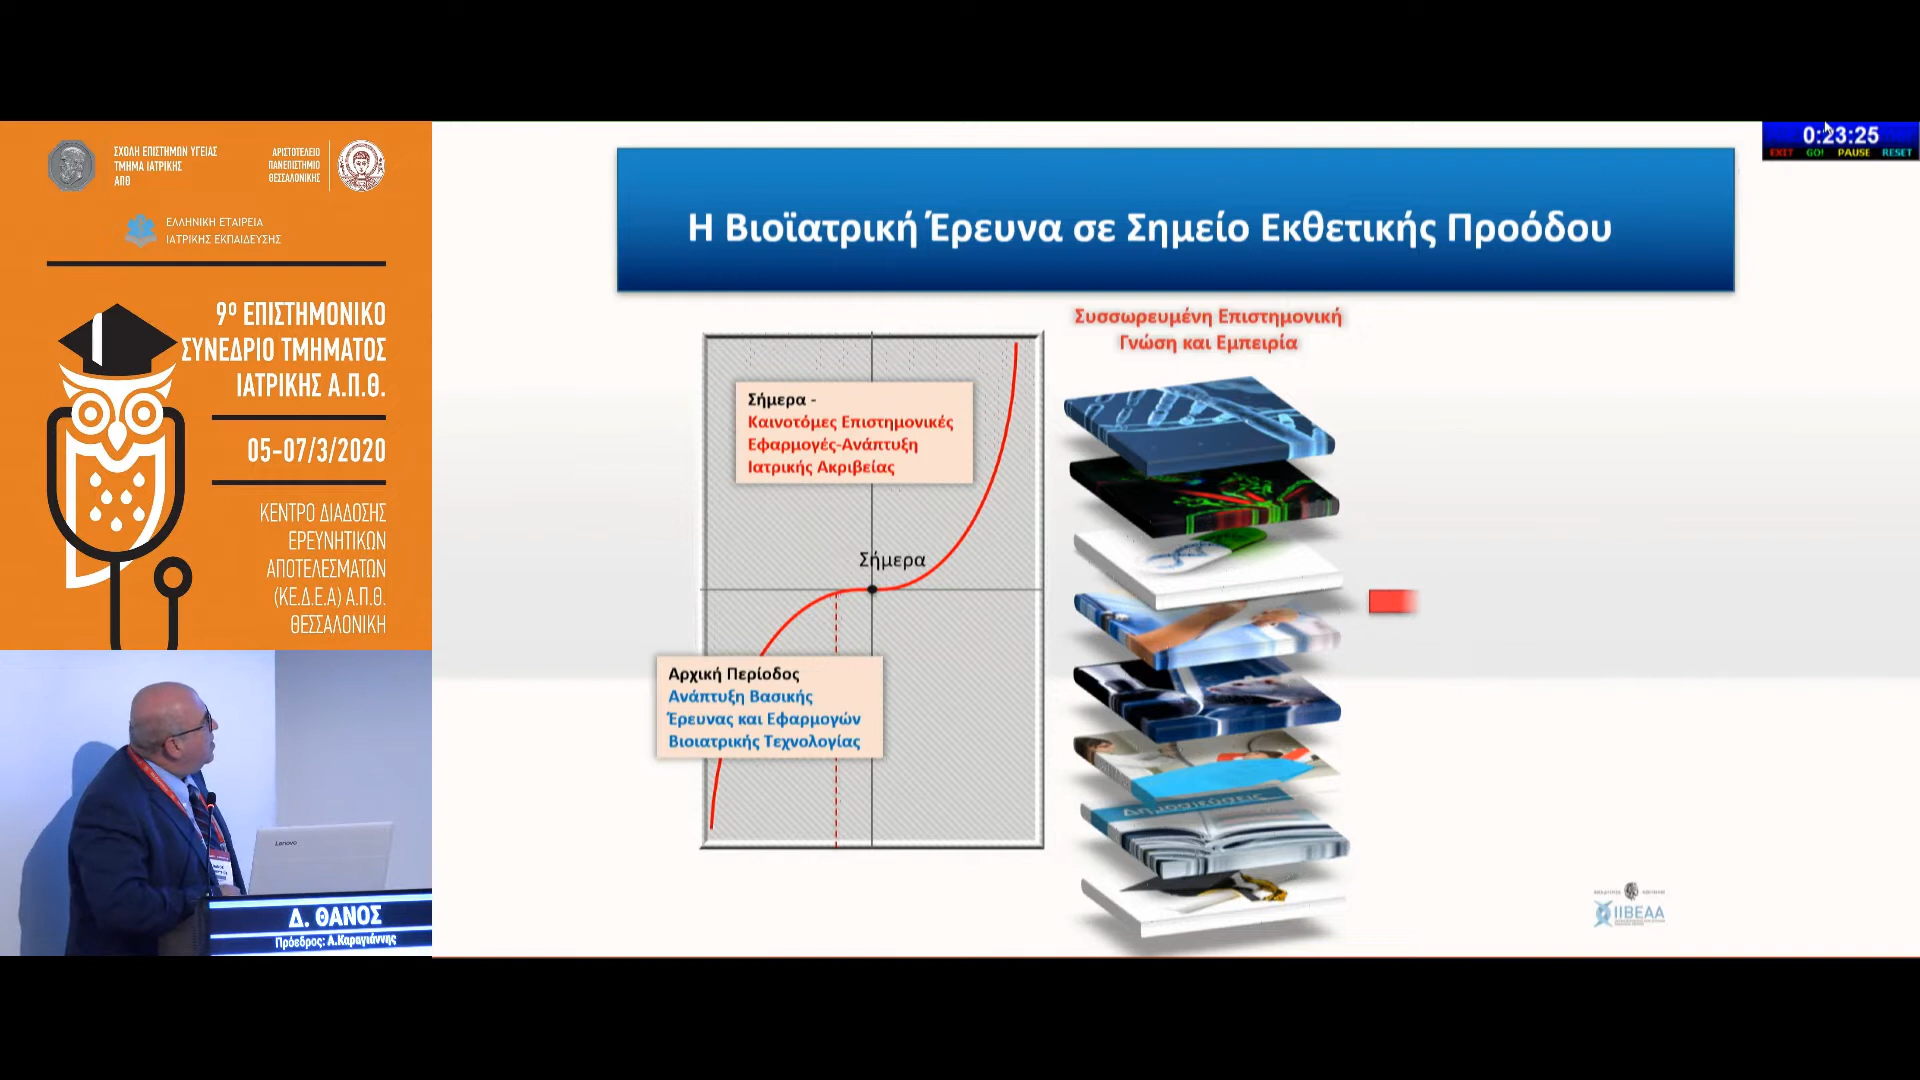 ΣΧΟΛΗ ΕΠΙΣΤΗΜΩΝ ΥΓΕΙΑΣ
ΤΜΗΜΑ ΙΑΤΡΙΚΗΣ
ΑΠΘ
ΑΡΙΣΤΟΤΕΛΕΙΟ
ΠΑΝΕΠΙΣΤΗΜΙΟ
ΘΕΣΣΑΛΟΝΙΚΗΣ
ΕΛΛΗΝΙΚΗ ΕΤΑΙΡΕΙΑ
ΙΑΤΡΙΚΗΣ ΕΚΠΑΙΔΕΥΣΗΣ
9º ΕΠΙΣΤΗΜΟΝΙΚΟ
ΣΥΝΕΔΡΙΟ ΤΜΗΜΑΤΟΣ
ΙΑΤΡΙΚΗΣ Α.Π.Θ.
05-07/3/2020
ΚΕΝΤΡΟ ΔΙΑΔΟΣΗΣ
ΕΡΕΥΝΗΤΙΚΩΝ
ΑΠΟΤΕΛΕΣΜΑΤΩΝ
(ΚΕ.Δ.Ε.Α) Α.Π.Θ.
ΘΕΣΣΑΛΟΝΙΚΗ
Lenovo
Δ. ΘΑΝΟΣ
Πρόεδρος: Α.Καραγιάννης
0:23:25
EXIT GO! PAUSE RESET
Η Βιοϊατρική Έρευνα σε Σημείο Εκθετικής Προόδου
Σήμερα -
Καινοτόμες Επιστημονικές
Εφαρμογές-Ανάπτυξη
Ιατρικής Ακριβείας
Σήμερα
Αρχική Περίοδος
Ανάπτυξη Βασικής
Έρευνας και Εφαρμογών
Βιοιατρικής Τεχνολογίας
Συσσωρευμένη Επιστημονική
Γνώση και Εμπειρία
Δημοσιεύσεις
ΙΙΒΕΑΑ